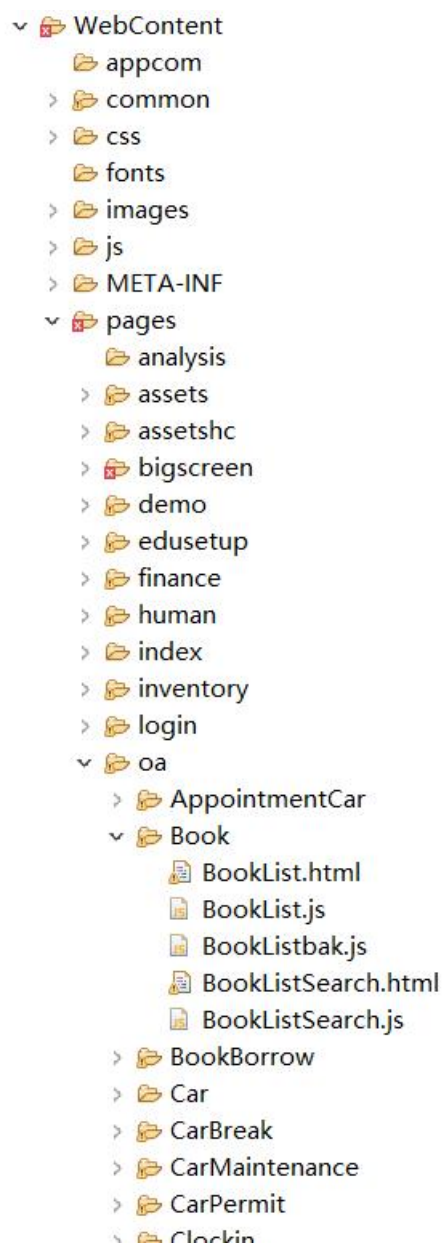 WebContent
appcom
common
css
fonts
images
js
META-INF
pages
analysis
assets
assetshc
bigscreen
demo
edusetup
finance
human
index
inventory
login
oa
AppointmentCar
Book
BookList.html
BookList.js
BookListbak.js
BookListSearch.html
BookListSearch.js
BookBorrow
Car
CarBreak
CarMaintenance
CarPermit
Clockin